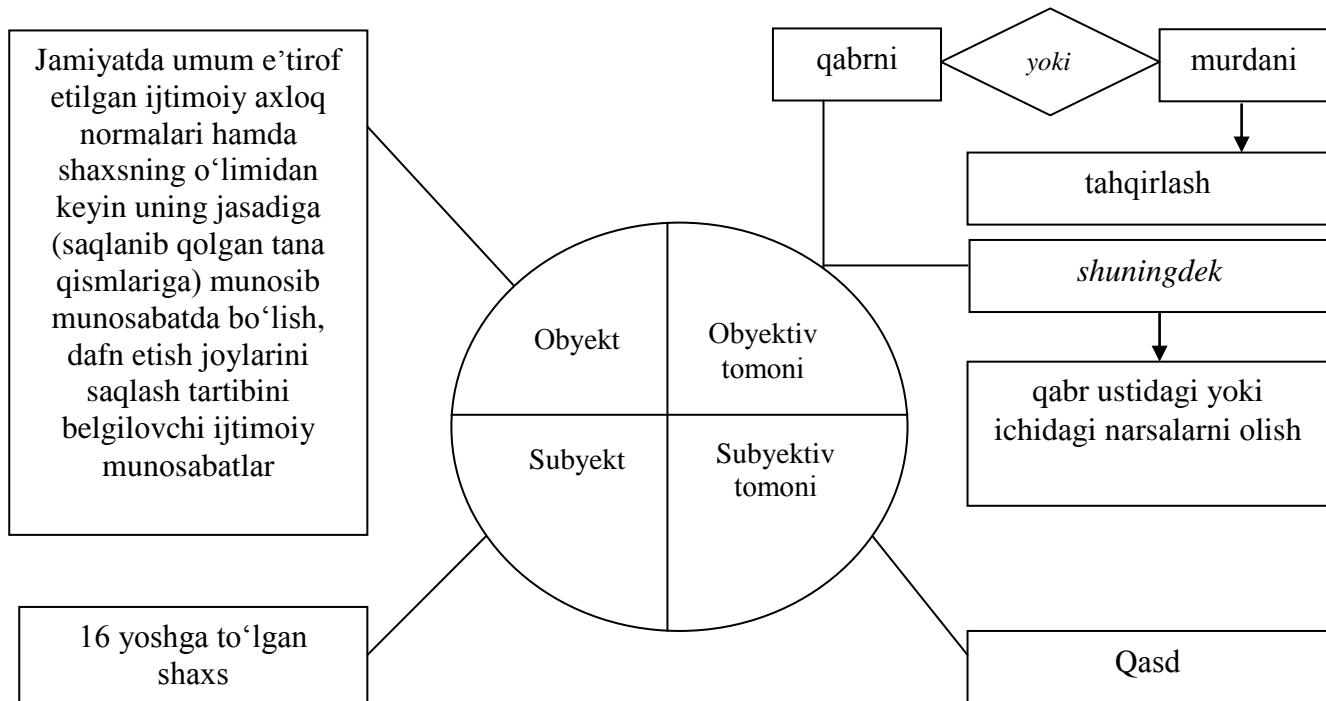 Jamiyatda umum e’tirof
etilgan ijtimoiy axloq
normalari hamda
shaxsning o‘limidan
keyin uning jasadiga
(saqlanib qolgan tana
qismlariga) munosib
munosabatda bo‘lish,
dafn etish joylarini
saqlash tartibini
belgilovchi ijtimoiy
munosabatlar
qabrni
yoki
murdani
tahqirlash
shuningdek
qabr ustidagi yoki
ichidagi narsalarni olish
Obyekt
Obyektiv
tomoni
Subyekt
Subyektiv
tomoni
16 yoshga to‘lgan
shaxs
Qasd